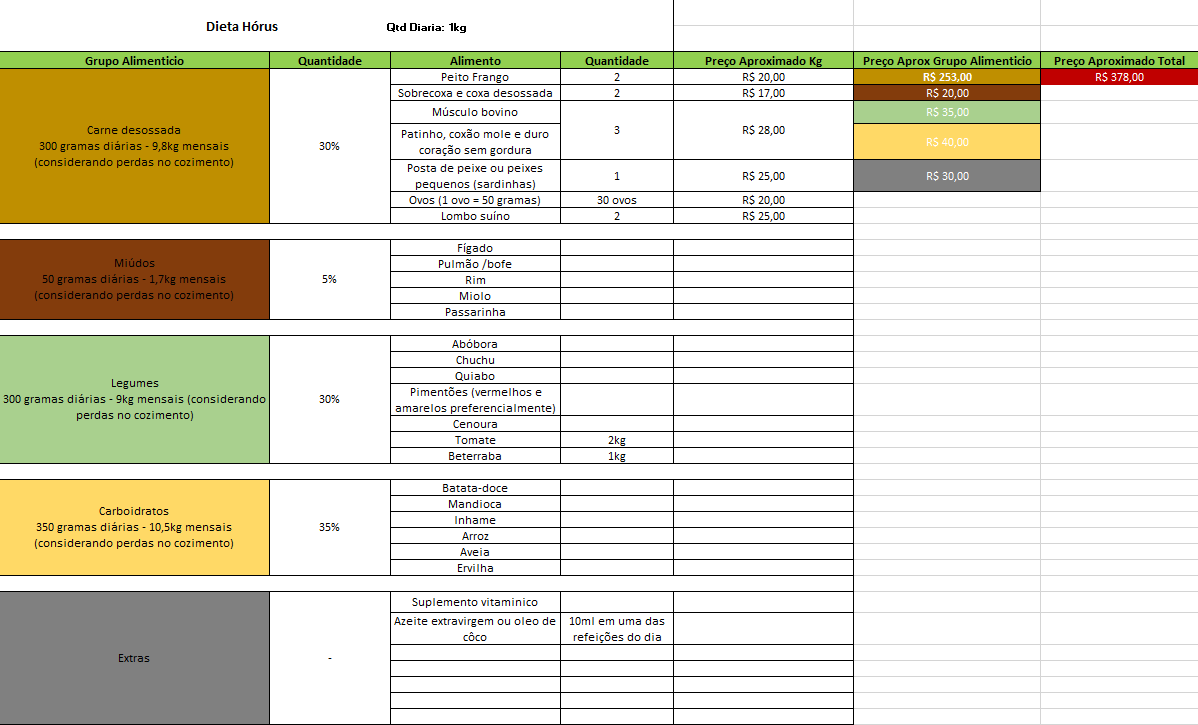 Dieta Hórus
Qtd Diaria: 1kg
Grupo Alimenticio
Quantidade
Alimento
Quantidade
Preço Aproximado Kg
Preço Aprox Grupo Alimenticio
Preço Aproximado Total
Carne desossada
300 gramas diárias - 9,8kg mensais
(considerando perdas no cozimento)
30%
Peito Frango
2
R$ 20,00
R$ 253,00
R$ 378,00
Sobrecoxa e coxa desossada
2
R$ 17,00
R$ 20,00
Músculo bovino
3
R$ 28,00
R$ 35,00
Patinho, coxão mole e duro
coração sem gordura
R$ 40,00
Posta de peixe ou peixes
pequenos (sardinhas)
1
R$ 25,00
R$ 30,00
Ovos (1 ovo = 50 gramas)
30 ovos
R$ 20,00
Lombo suíno
2
R$ 25,00
Miúdos
50 gramas diárias - 1,7kg mensais
(considerando perdas no cozimento)
5%
Fígado
Pulmão /bofe
Rim
Miolo
Passarinha
Legumes
300 gramas diárias - 9kg mensais (considerando
perdas no cozimento)
30%
Abóbora
Chuchu
Quiabo
Pimentões (vermelhos e
amarelos preferencialmente)
Cenoura
Tomate
2kg
Beterraba
1kg
Carboidratos
350 gramas diárias - 10,5kg mensais
(considerando perdas no cozimento)
35%
Batata-doce
Mandioca
Inhame
Arroz
Aveia
Ervilha
Extras
-
Suplemento vitaminico
Azeite extravirgem ou oleo de
côco
10ml em uma das
refeições do dia